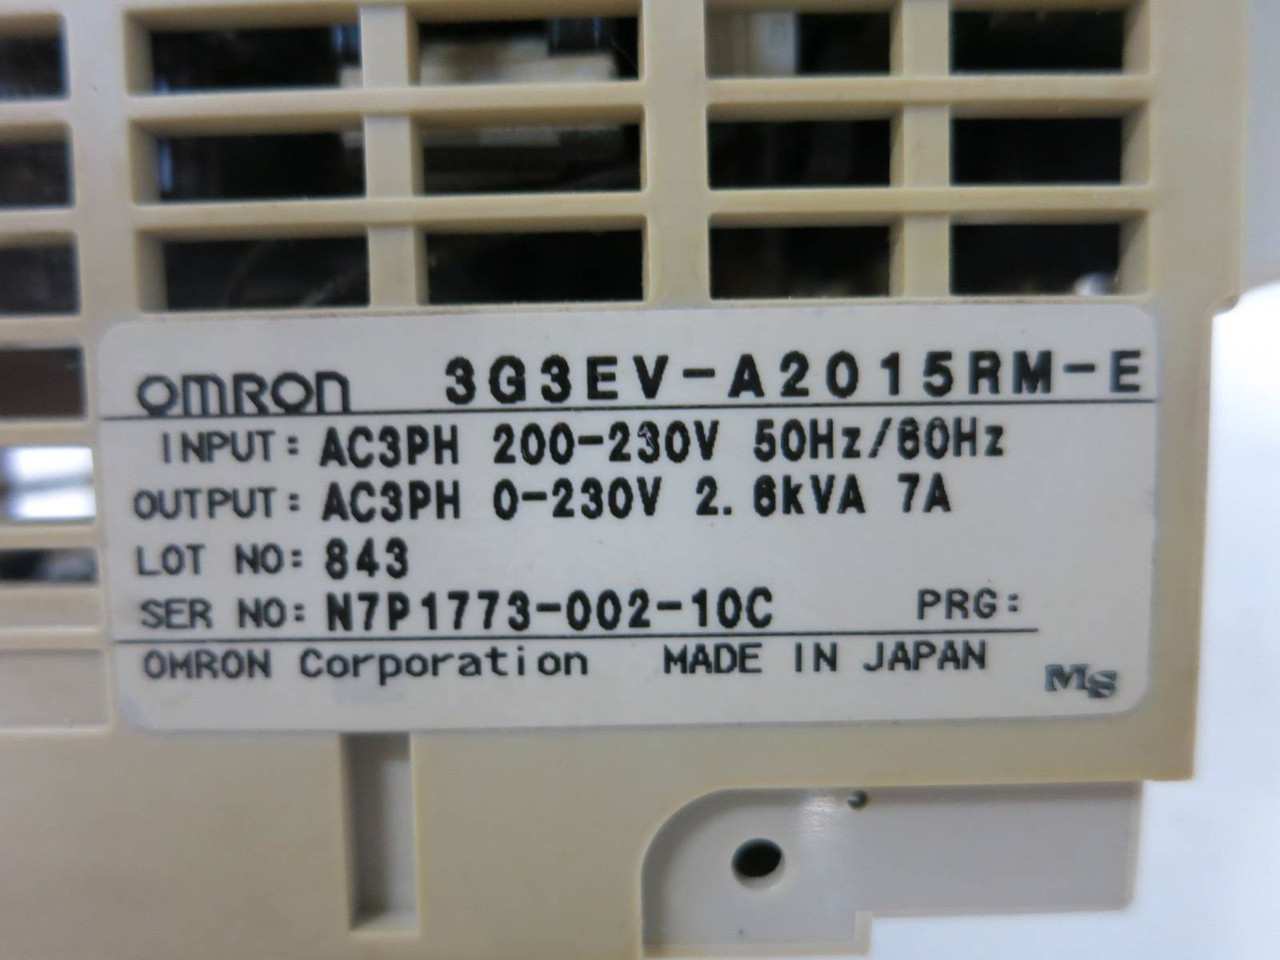 OMRON 3G3EV-A2015RM-E
INPUT: AC3PH 200-230V 50Hz/60Hz
OUTPUT: AC3PH 0-230V 2.6kVA 7A
LOT NO: 843
SER NO: N7P1773-002-10C PRG:
OMRON Corporation MADE IN JAPAN
MS